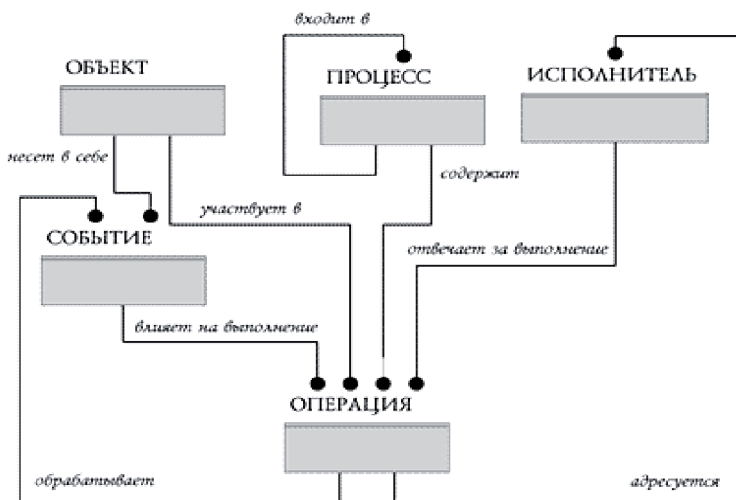 входит в
ОБЪЕКТ
ПРОЦЕСС
ИСПОЛНИТЕЛЬ
несет в себе
содержит
участвует в
СОБЫТИЕ
отвечает за выполнение
влияет на выполнение
ОПЕРАЦИЯ
обрабатывает
адресуется